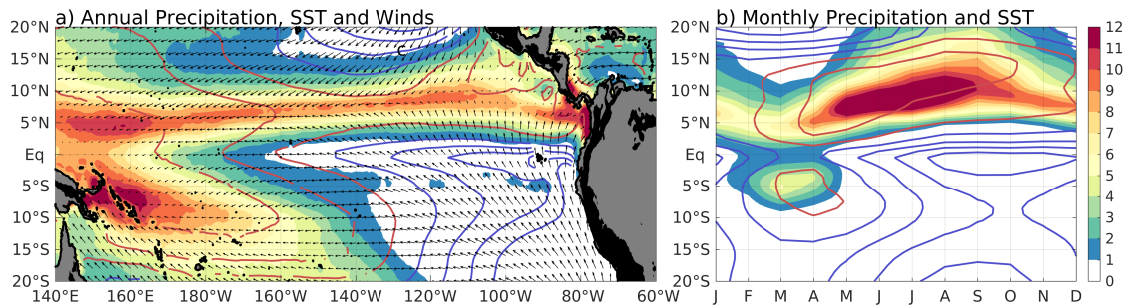 a) Annual Precipitation, SST and Winds
b) Monthly Precipitation and SST
20°N
15°N
10°N
5°N
Eq
5°S
10°S
15°S
20°S
140°E 160°E 180°W 160°W 140°W 120°W 100°W 80°W 60°W
20°N
15°N
10°N
5°N
Eq
5°S
10°S
15°S
20°S
J F M A M J J A S O N D
12
11
10
9
8
7
6
5
4
3
2
1
0